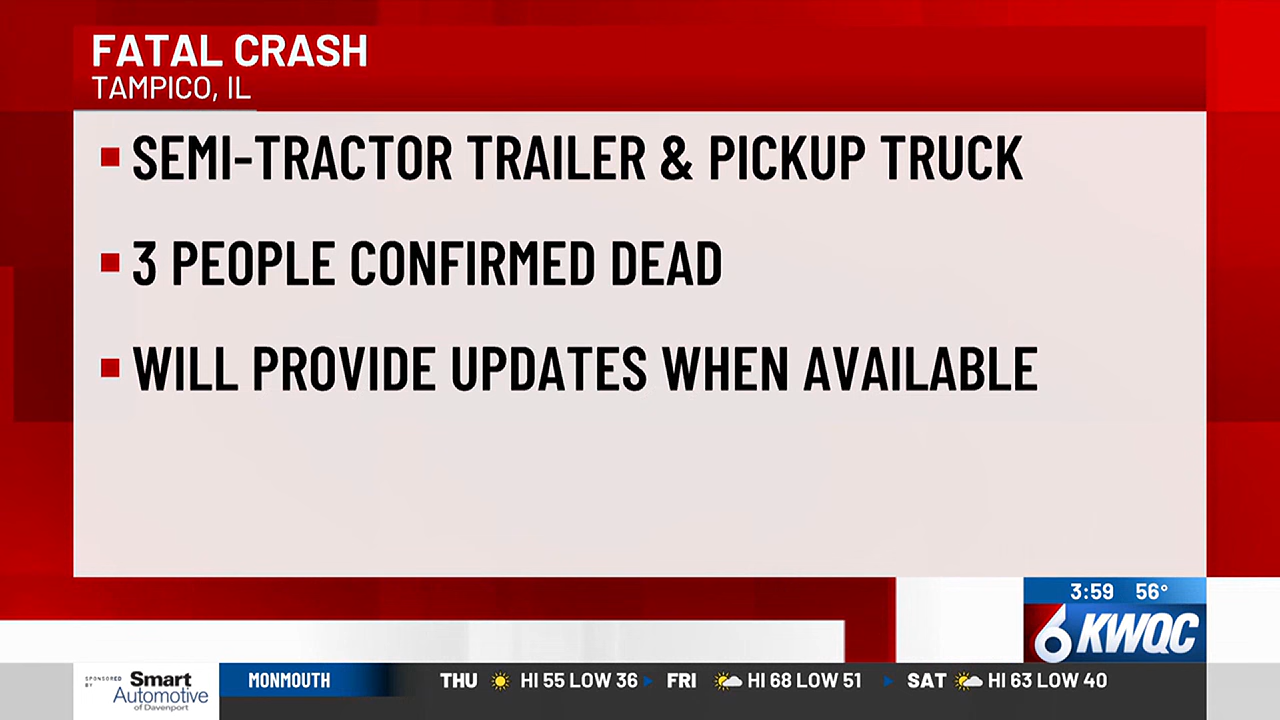 FATAL CRASH
TAMPICO, IL
SEMI-TRACTOR TRAILER & PICKUP TRUCK
3 PEOPLE CONFIRMED DEAD
WILL PROVIDE UPDATES WHEN AVAILABLE
3:59 56°
6 KWQC
SPONSORED BY
Smart
Automotive
of Davenport
MONMOUTH THU HI 55 LOW 36 FRI HI 68 LOW 51 SAT HI 63 LOW 40